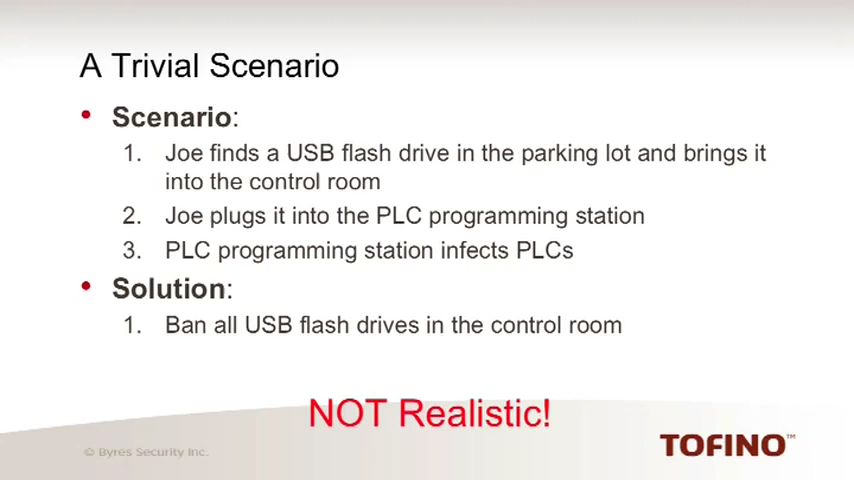 A Trivial Scenario
• Scenario:
1. Joe finds a USB flash drive in the parking lot and brings it
into the control room
2. Joe plugs it into the PLC programming station
3. PLC programming station infects PLCs
• Solution:
1. Ban all USB flash drives in the control room
NOT Realistic!
© Byres Security Inc.
TOFINO™